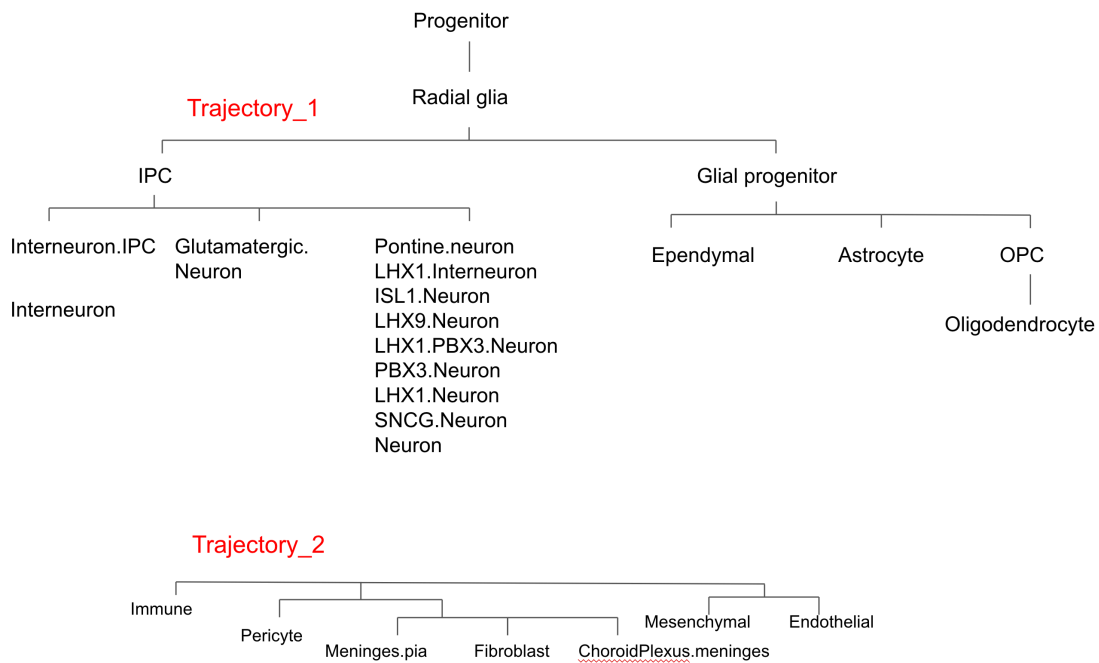 Progenitor
Radial glia
Trajectory_1
IPC
Glial progenitor
Interneuron.IPC
Glutamatergic.
Neuron
Pontine.neuron
LHX1.Interneuron
ISL1.Neuron
LHX9.Neuron
LHX1.PBX3.Neuron
PBX3.Neuron
LHX1.Neuron
SNCG.Neuron
Neuron
Interneuron
Ependymal
Astrocyte
OPC
Oligodendrocyte
Trajectory_2
Immune
Pericyte
Meninges.pia
Fibroblast
ChoroidPlexus.meninges
Mesenchymal
Endothelial